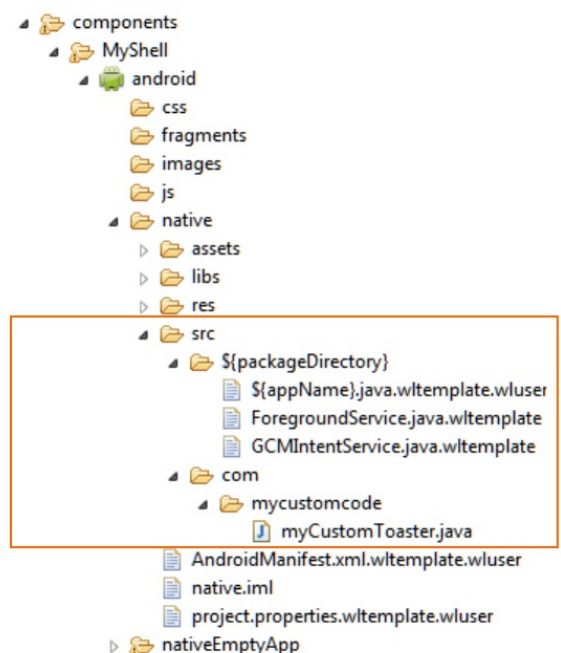 components
MyShell
android
css
fragments
images
js
native
assets
libs
res
src
${packageDirectory}
${appName}.java.wltemplate.wluser
ForegroundService.java.wltemplate
GCMIntentService.java.wltemplate
com
mycustomcode
myCustomToaster.java
AndroidManifest.xml.wltemplate.wluser
native.iml
project.properties.wltemplate.wluser
nativeEmptyApp